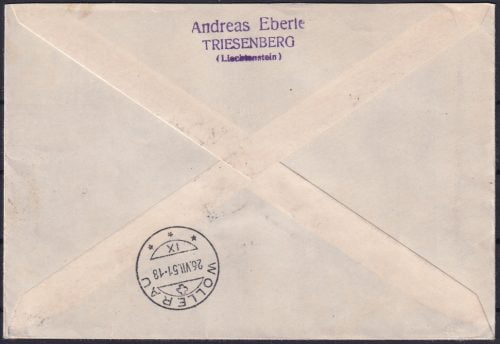 Andreas Eberle
TRIESENBERG
(Liechtenstein)
WOLLERAU
26.VII.51-18
IX